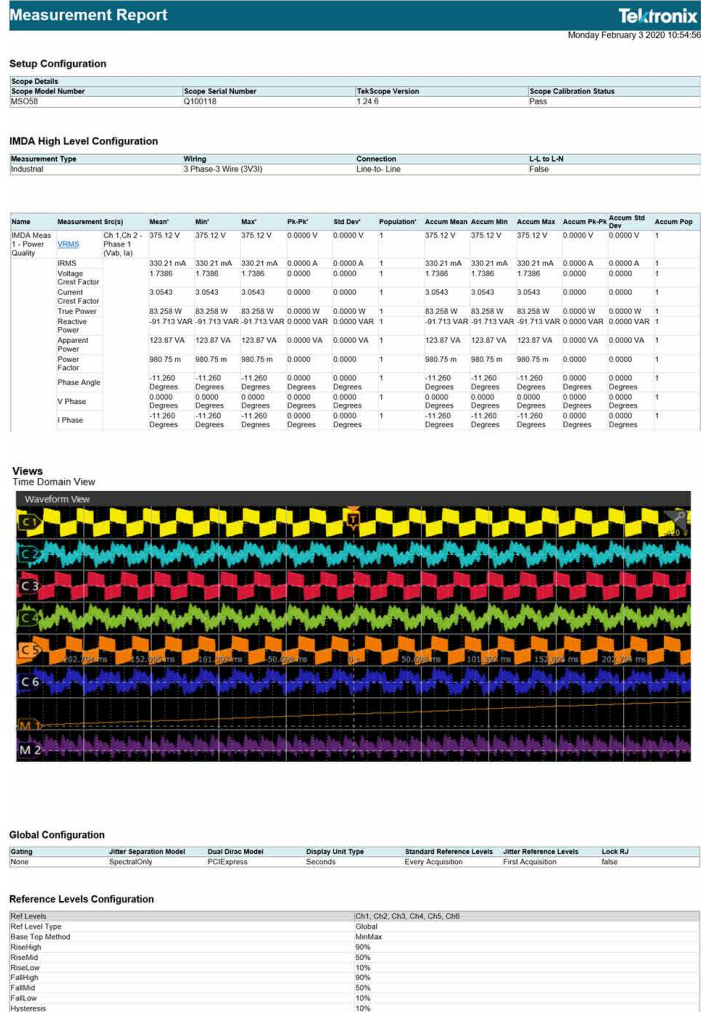 Measurement Report
Tektronix
Monday February 3 2020 10:54:56
Setup Configuration
Scope Details
Scope Model Number Scope Serial Number TekScope Version Scope Calibration Status
MSO58 Q100118 1.24.6 Pass
IMDA High Level Configuration
Measurement Type Wiring Connection L-L to L-N
Industrial 3 Phase-3 Wire (3V3I) Line-to- Line False
Name Measurement Src(s) Mean' Min' Max' Pk-Pk' Std Dev' Population' Accum Mean Accum Min Accum Max Accum Pk-Pk Accum Std Dev Accum Pop
IMDA Meas 1 - Power Quality VRMS Ch 1,Ch 2 - Phase 1 (Vab, Ia) 375.12 V 375.12 V 375.12 V 0.0000 V 0.0000 V 1 375.12 V 375.12 V 375.12 V 0.0000 V 0.0000 V 1
IRMS 330.21 mA 330.21 mA 330.21 mA 0.0000 A 0.0000 A 1 330.21 mA 330.21 mA 330.21 mA 0.0000 A 0.0000 A 1
Voltage Crest Factor 1.7386 1.7386 1.7386 0.0000 0.0000 1 1.7386 1.7386 1.7386 0.0000 0.0000 1
Current Crest Factor 3.0543 3.0543 3.0543 0.0000 0.0000 1 3.0543 3.0543 3.0543 0.0000 0.0000 1
True Power 83.258 W 83.258 W 83.258 W 0.0000 W 0.0000 W 1 83.258 W 83.258 W 83.258 W 0.0000 W 0.0000 W 1
Reactive Power -91.713 VAR -91.713 VAR -91.713 VAR 0.0000 VAR 0.0000 VAR 1 -91.713 VAR -91.713 VAR -91.713 VAR 0.0000 VAR 0.0000 VAR 1
Apparent Power 123.87 VA 123.87 VA 123.87 VA 0.0000 VA 0.0000 VA 1 123.87 VA 123.87 VA 123.87 VA 0.0000 VA 0.0000 VA 1
Power Factor 980.75 m 980.75 m 980.75 m 0.0000 0.0000 1 980.75 m 980.75 m 980.75 m 0.0000 0.0000 1
Phase Angle -11.260 Degrees -11.260 Degrees -11.260 Degrees 0.0000 Degrees 0.0000 Degrees 1 -11.260 Degrees -11.260 Degrees -11.260 Degrees 0.0000 Degrees 0.0000 Degrees 1
V Phase 0.0000 Degrees 0.0000 Degrees 0.0000 Degrees 0.0000 Degrees 0.0000 Degrees 1 0.0000 Degrees 0.0000 Degrees 0.0000 Degrees 0.0000 Degrees 0.0000 Degrees 1
I Phase -11.260 Degrees -11.260 Degrees -11.260 Degrees 0.0000 Degrees 0.0000 Degrees 1 -11.260 Degrees -11.260 Degrees -11.260 Degrees 0.0000 Degrees 0.0000 Degrees 1
Views
Time Domain View
Waveform View
C 1
T
C 2
C 3
C 4
C 5
C 6
M 1
M 2
Global Configuration
Gating Jitter Separation Model Dual Dirac Model Display Unit Type Standard Reference Levels Jitter Reference Levels Lock RJ
None SpectralOnly PCIExpress Seconds Every Acquisition First Acquisition false
Reference Levels Configuration
Ref Levels Ch1, Ch2, Ch3, Ch4, Ch5, Ch6
Ref Level Type Global
Base Top Method MinMax
RiseHigh 90%
RiseMid 50%
RiseLow 10%
FallHigh 90%
FallMid 50%
FallLow 10%
Hysteresis 10%